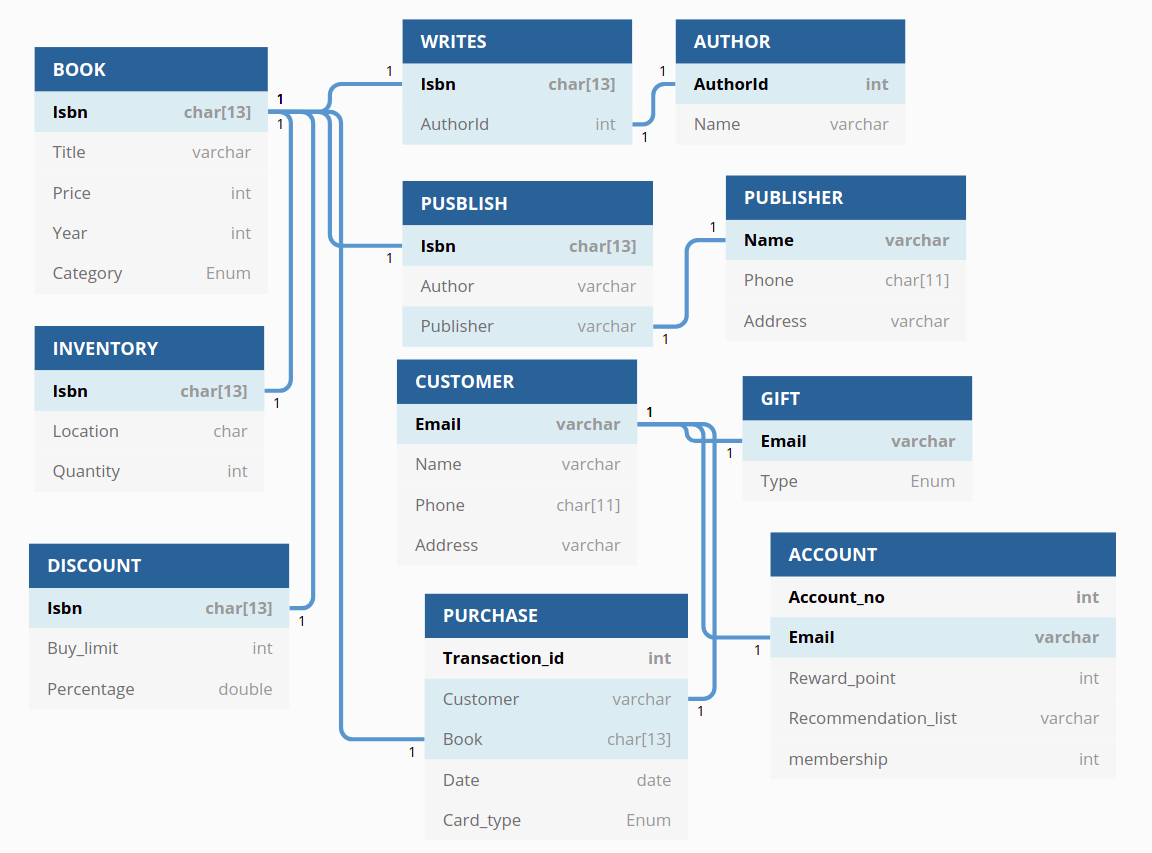 BOOK
Isbn char[13]
Title varchar
Price int
Year int
Category Enum
1
1
INVENTORY
Isbn char[13]
Location char
Quantity int
1
DISCOUNT
Isbn char[13]
Buy_limit int
Percentage double
1
WRITES
1
Isbn char[13]
AuthorId int
1
AUTHOR
1
AuthorId int
Name varchar
PUSBLISH
Isbn char[13]
1
Author varchar
Publisher varchar
1
PUBLISHER
1
Name varchar
Phone char[11]
Address varchar
CUSTOMER
1
Email varchar
Name varchar
Phone char[11]
Address varchar
GIFT
Email varchar
1
Type Enum
PURCHASE
Transaction_id int
Customer varchar
1
Book char[13]
1
Date date
Card_type Enum
ACCOUNT
Account_no int
Email varchar
1
Reward_point int
Recommendation_list varchar
membership int